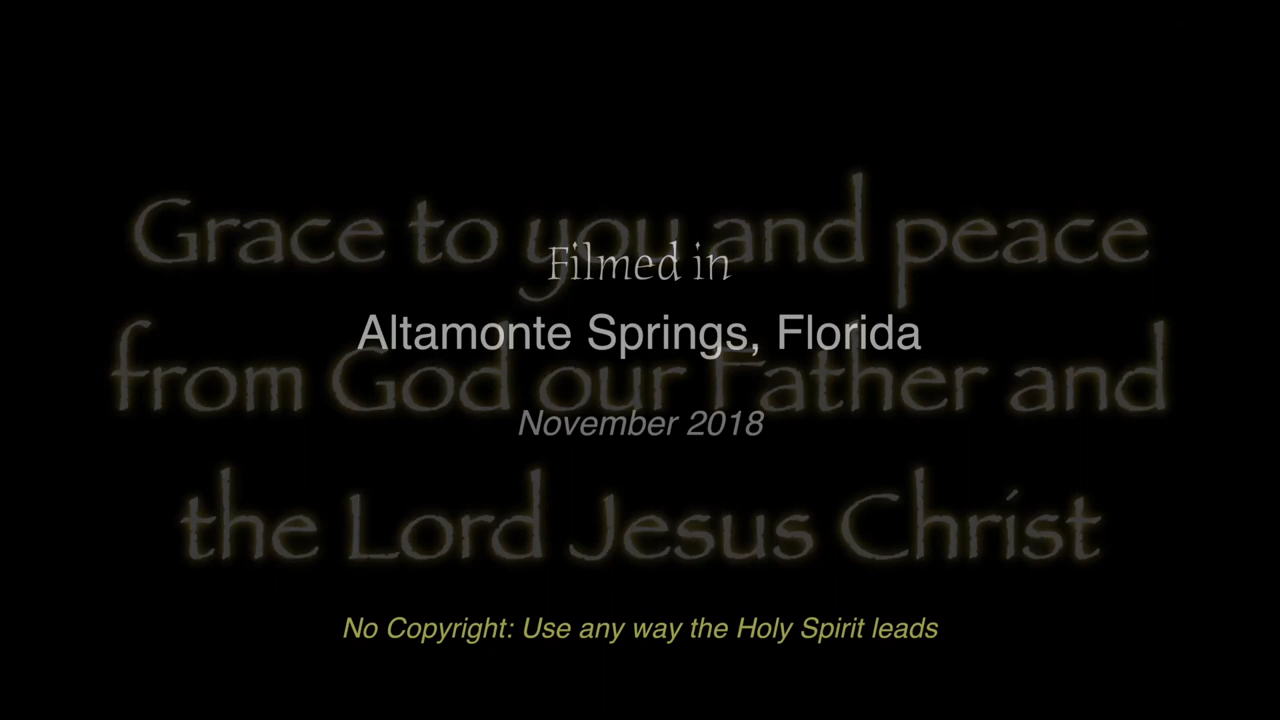 Grace to you and peace
Filmed in
Altamonte Springs, Florida
from God our Father and
November 2018
the Lord Jesus Christ
No Copyright: Use any way the Holy Spirit leads